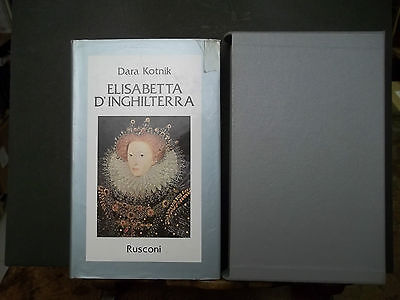 Dara Kotnik
ELISABETTA
D'INGHILTERRA
Rusconi